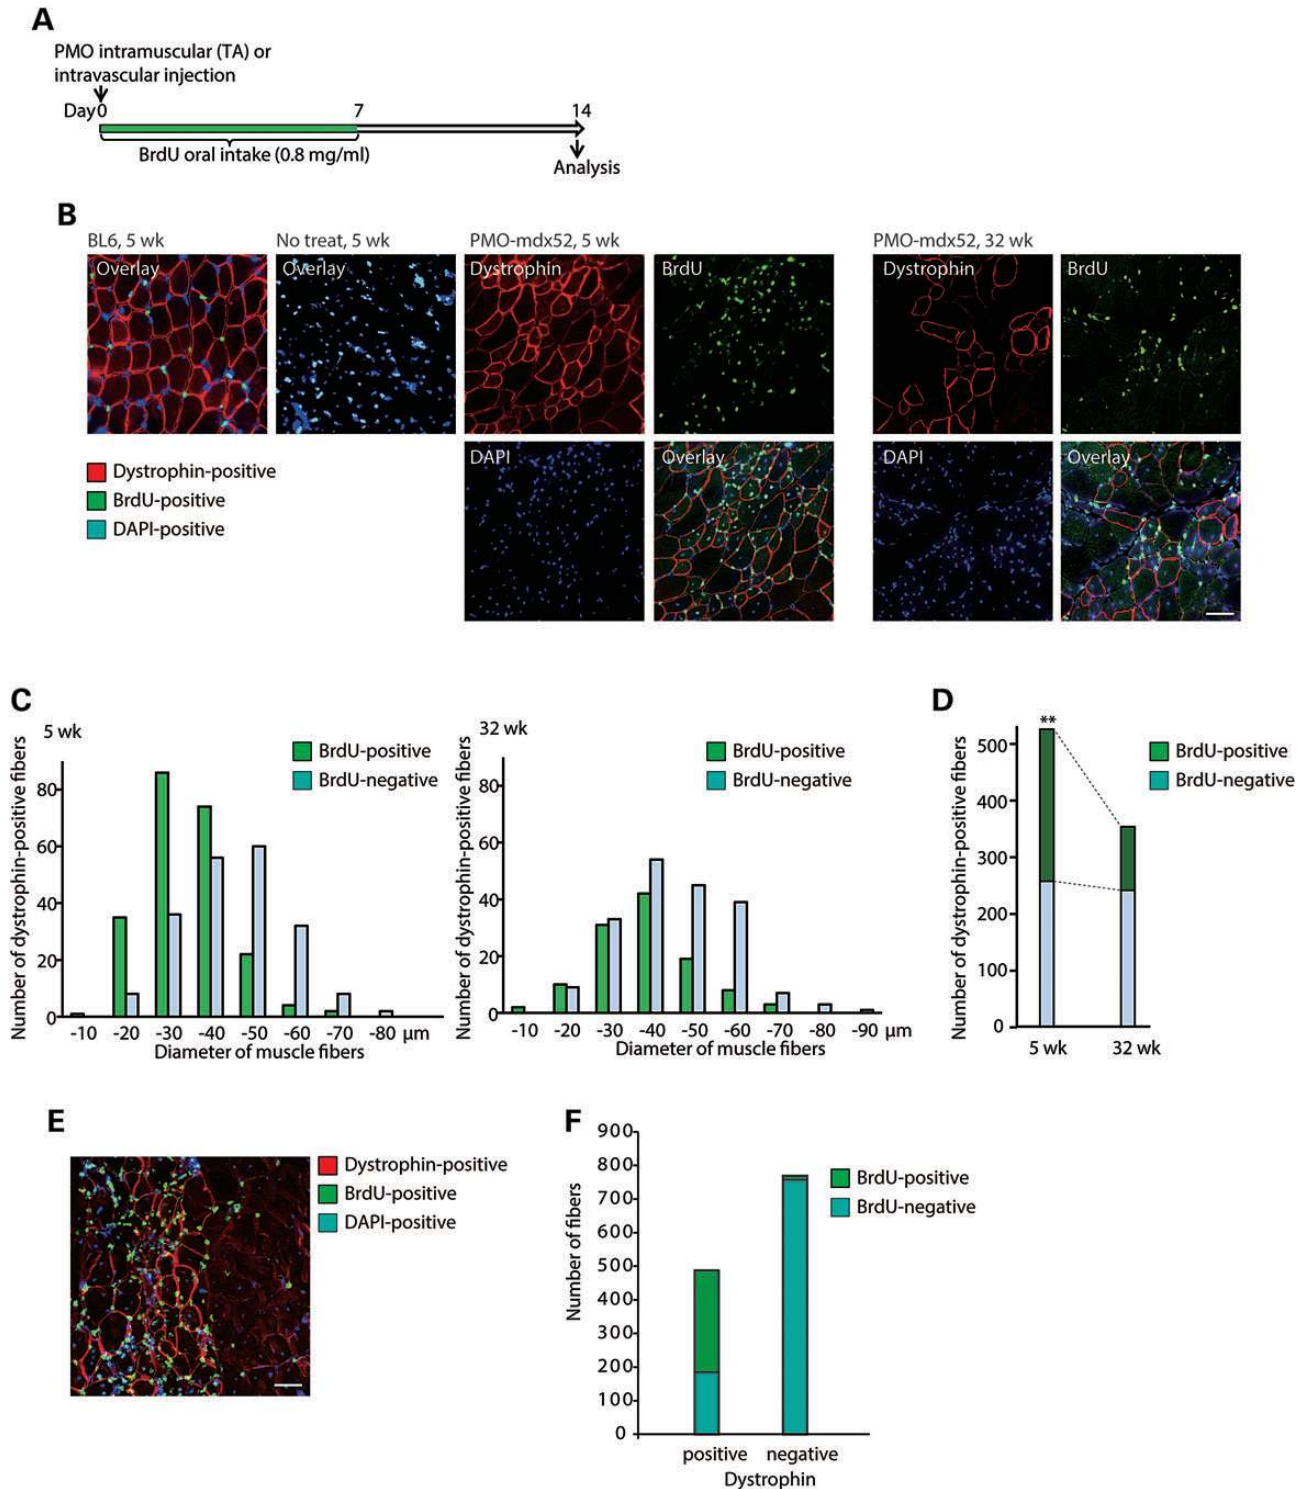 A
PMO intramuscular (TA) or
intravascular injection
Day 0 7 14
BrdU oral intake (0.8 mg/ml)
Analysis
B
BL6, 5 wk No treat, 5 wk PMO-mdx52, 5 wk PMO-mdx52, 32 wk
Overlay Overlay Dystrophin BrdU Dystrophin BrdU
DAPI Overlay DAPI Overlay
Dystrophin-positive
BrdU-positive
DAPI-positive
C
5 wk
Number of dystrophin-positive fibers
BrdU-positive
BrdU-negative
80
60
40
20
0
-10 -20 -30 -40 -50 -60 -70 -80 μm
Diameter of muscle fibers
32 wk
Number of dystrophin-positive fibers
BrdU-positive
BrdU-negative
80
60
40
20
0
-10 -20 -30 -40 -50 -60 -70 -80 -90 μm
Diameter of muscle fibers
D
Number of dystrophin-positive fibers
**
BrdU-positive
BrdU-negative
500
400
300
200
100
0
5 wk 32 wk
E
Dystrophin-positive
BrdU-positive
DAPI-positive
F
Number of fibers
900
800
700
600
500
400
300
200
100
0
BrdU-positive
BrdU-negative
positive negative
Dystrophin